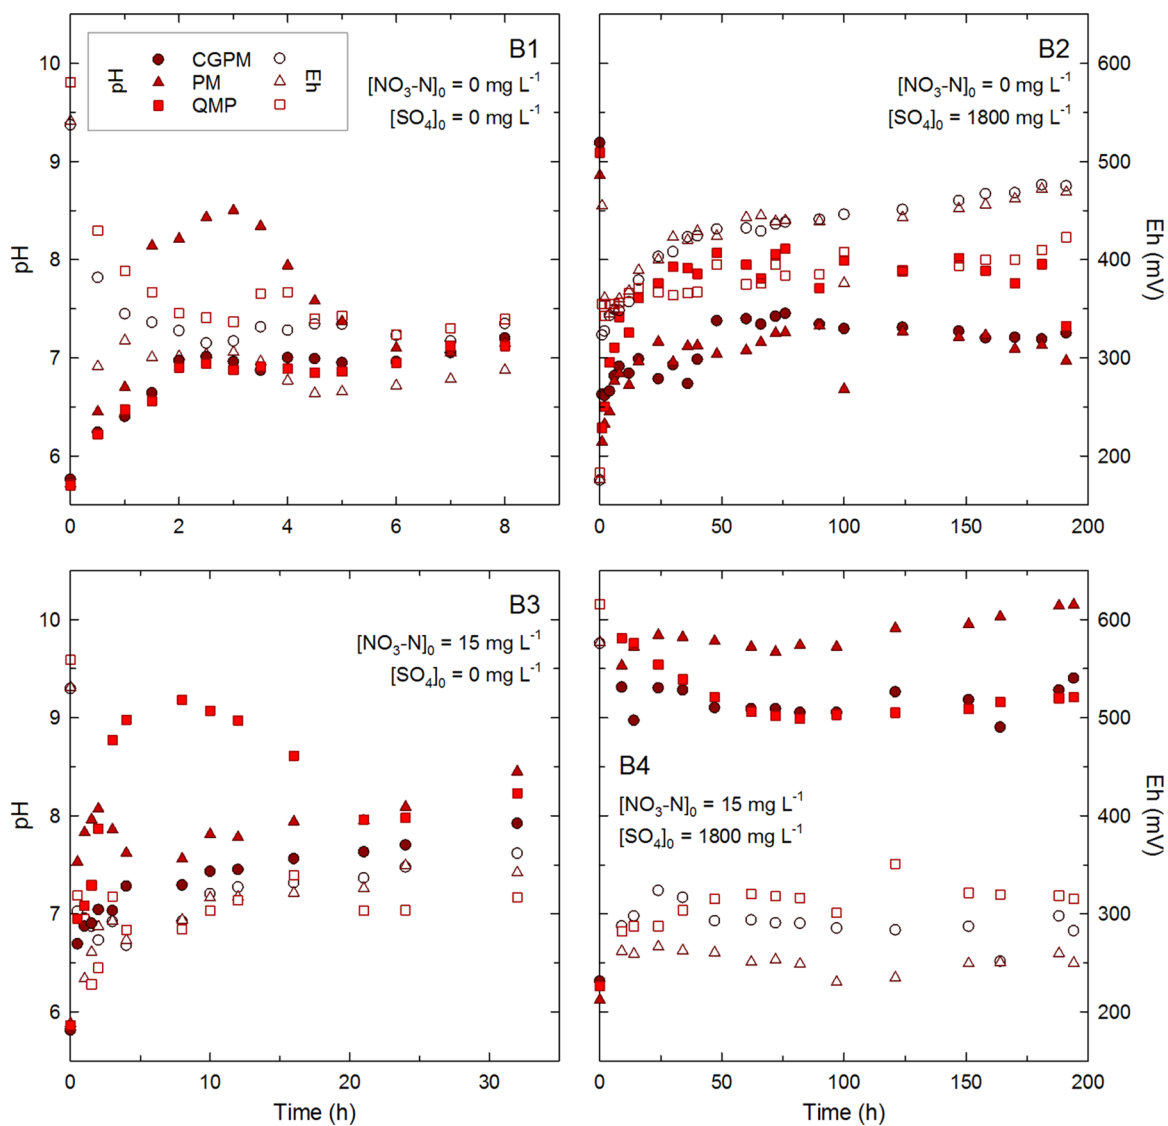 10
9
8
7
6
pH
0
2
4
6
8
pH
CGPM
PM
QMP
Eh
B1
[NO₃-N]₀ = 0 mg L⁻¹
[SO₄]₀ = 0 mg L⁻¹
B2
[NO₃-N]₀ = 0 mg L⁻¹
[SO₄]₀ = 1800 mg L⁻¹
600
500
400
300
200
Eh (mV)
0
50
100
150
200
10
9
8
7
6
pH
B3
[NO₃-N]₀ = 15 mg L⁻¹
[SO₄]₀ = 0 mg L⁻¹
0
10
20
30
Time (h)
B4
[NO₃-N]₀ = 15 mg L⁻¹
[SO₄]₀ = 1800 mg L⁻¹
600
500
400
300
200
Eh (mV)
0
50
100
150
200
Time (h)